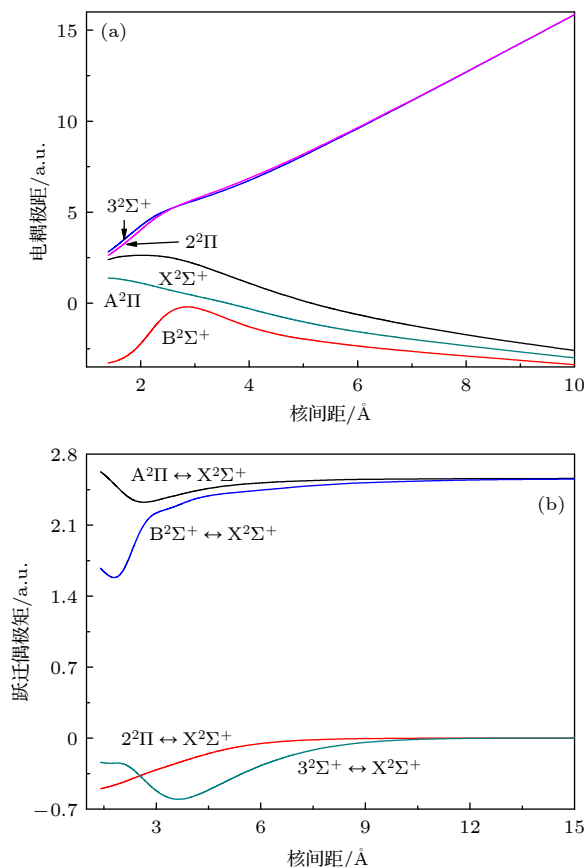 (a)
15
10
5
0
3²Σ⁺
2²Π
X²Σ⁺
A²Π
B²Σ⁺
电耦极距/a.u.
2
4
6
8
10
核间距/Å
(b)
2.8
2.1
1.4
0.7
0
−0.7
A²Π ↔ X²Σ⁺
B²Σ⁺ ↔ X²Σ⁺
2²Π ↔ X²Σ⁺
3²Σ⁺ ↔ X²Σ⁺
跃迁偶极矩/a.u.
3
6
9
12
15
核间距/Å